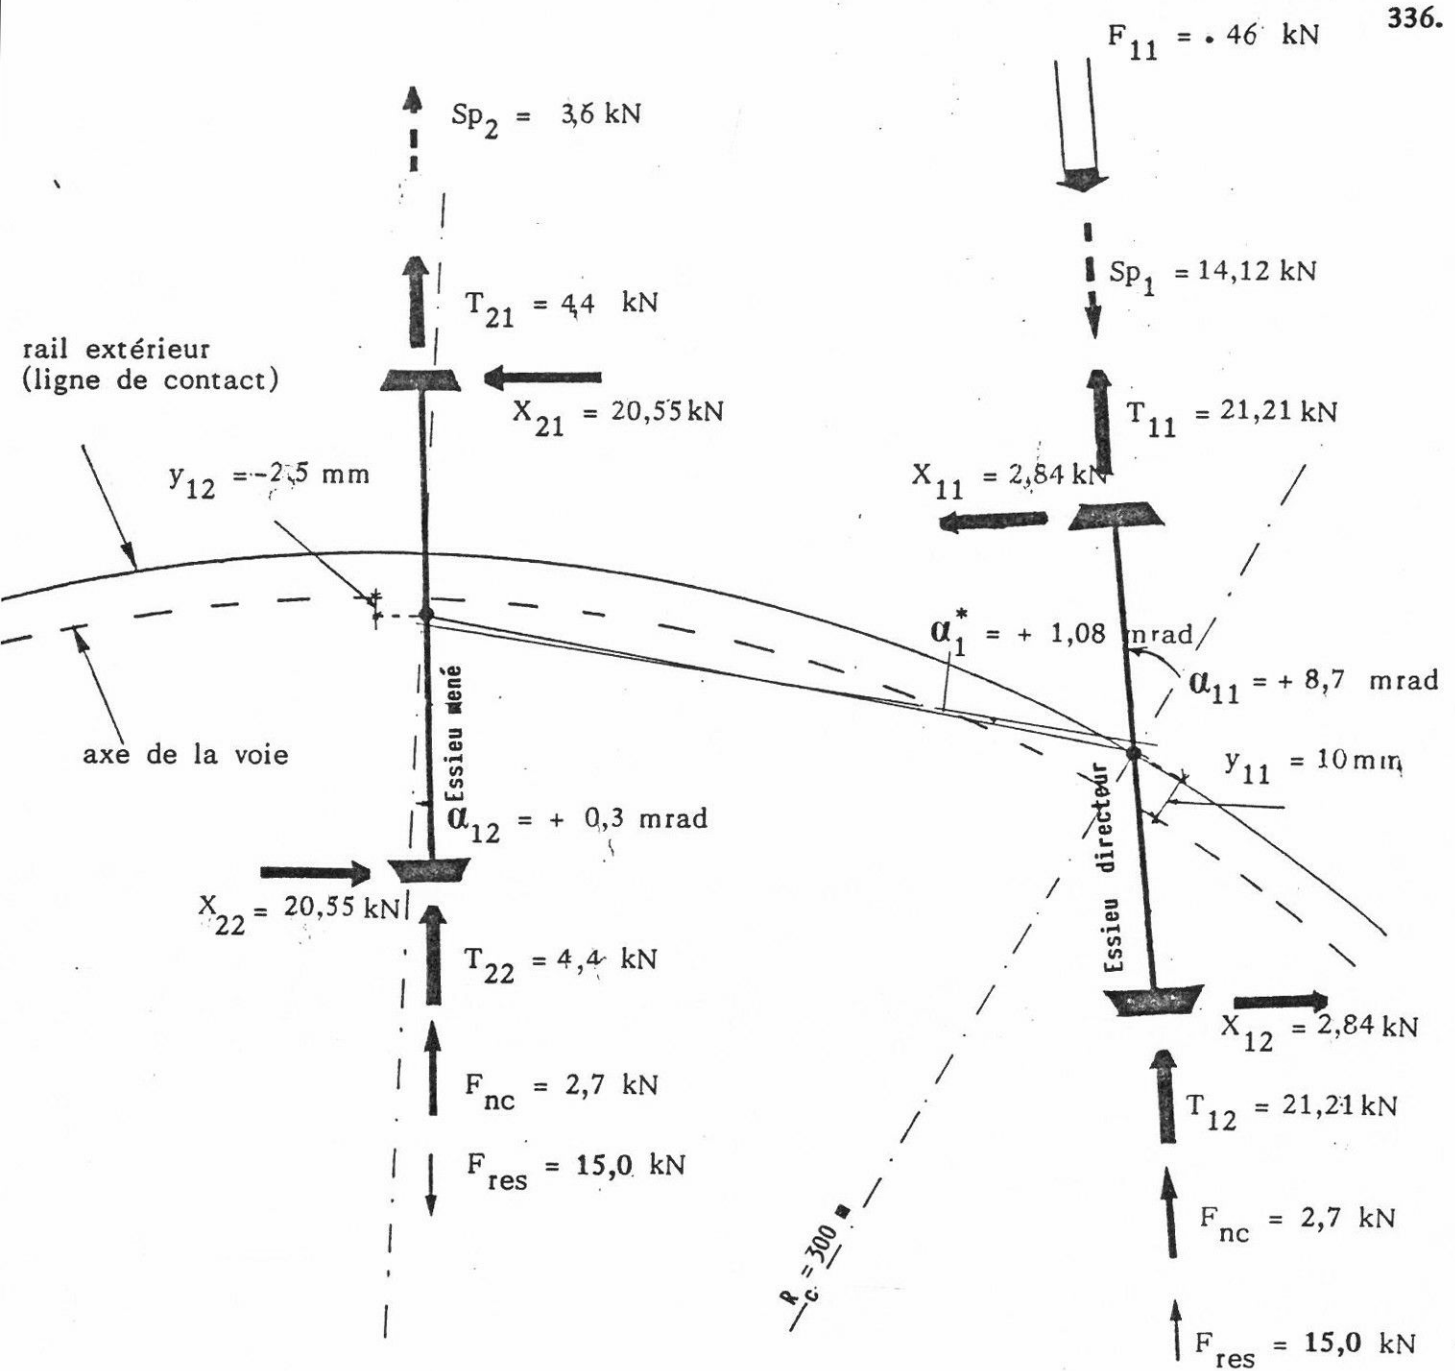 336.
F11 = . 46 kN
Sp2 = 3,6 kN
Sp1 = 14,12 kN
T21 = 4,4 kN
rail extérieur
(ligne de contact)
X21 = 20,55 kN
T11 = 21,21 kN
y12 = -2,5 mm
X11 = 2,84 kN
α1* = + 1,08 mrad
α11 = + 8,7 mrad
Essieu mené
axe de la voie
y11 = 10 mm
Essieu directeur
α12 = + 0,3 mrad
X22 = 20,55 kN
T22 = 4,4 kN
X12 = 2,84 kN
Fnc = 2,7 kN
T12 = 21,21 kN
Fres = 15,0 kN
Fnc = 2,7 kN
Rc = 300 m
Fres = 15,0 kN